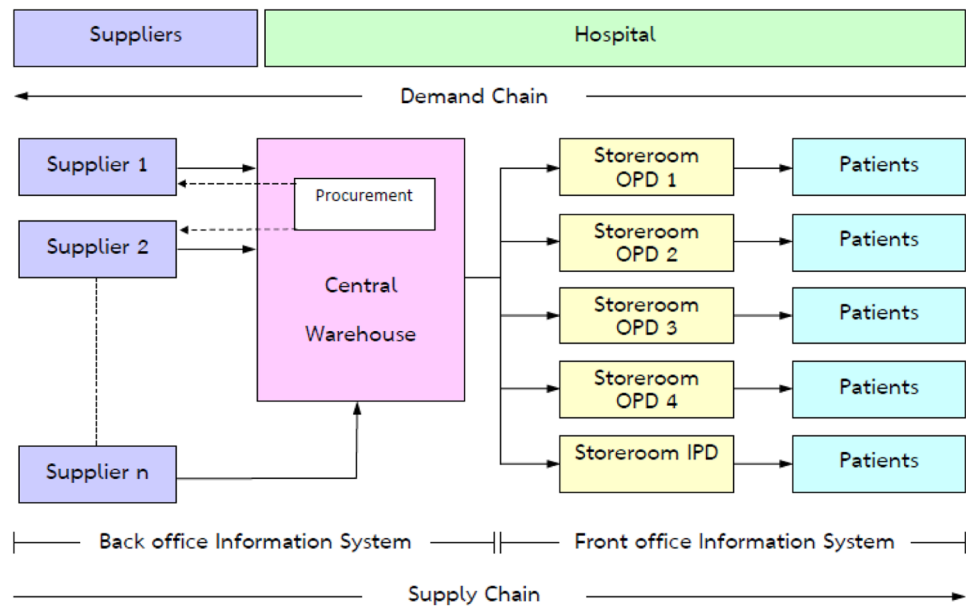 Suppliers
Hospital
Demand Chain
Supplier 1
Supplier 2
Supplier n
Procurement
Central
Warehouse
Storeroom
OPD 1
Storeroom
OPD 2
Storeroom
OPD 3
Storeroom
OPD 4
Storeroom IPD
Patients
Patients
Patients
Patients
Patients
Back office Information System
Front office Information System
Supply Chain